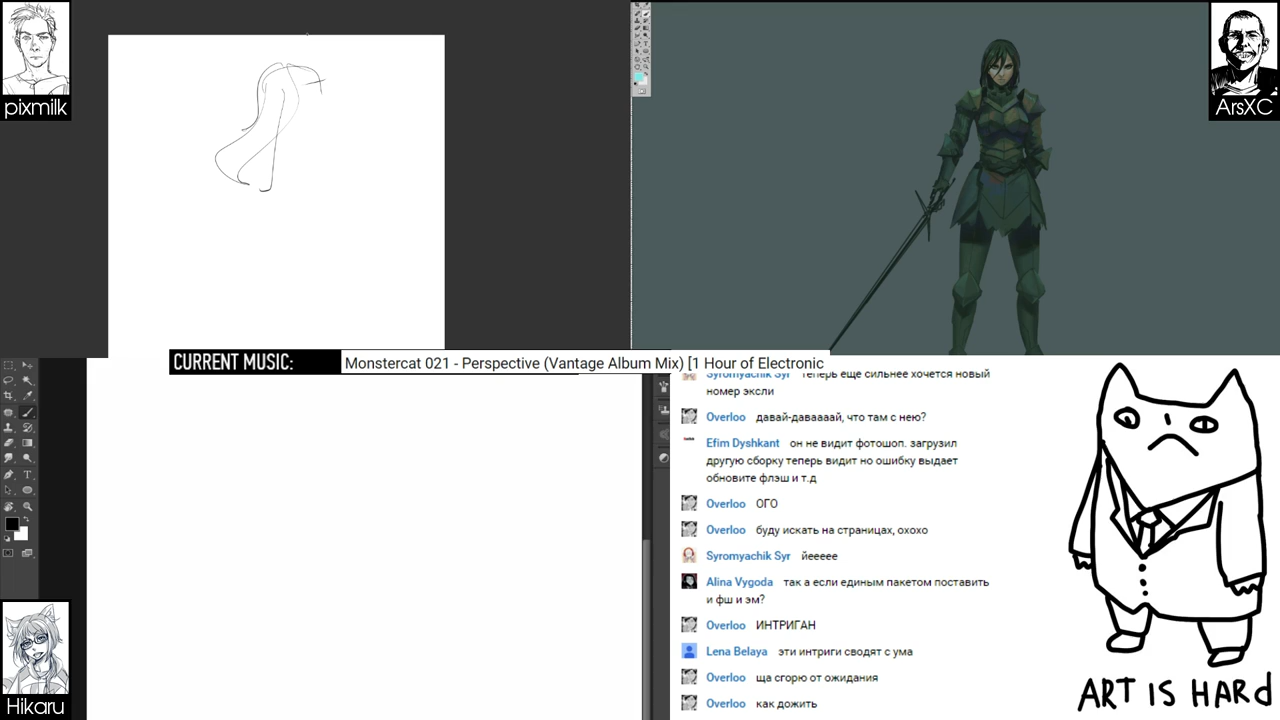 pixmilk
ArsXC
CURRENT MUSIC:
Monstercat 021 - Perspective (Vantage Album Mix) [1 Hour of Electronic
Syromyachik Syr теперь еще сильнее хочется новый
номер эксли
Overloo давай-даваааай, что там с нею?
Efim Dyshkant он не видит фотошоп. загрузил
другую сборку теперь видит но ошибку выдает
обновите флэш и т.д
Overloo ОГО
Overloo буду искать на страницах, охохо
Syromyachik Syr йеееее
Alina Vygoda так а если единым пакетом поставить
и фш и эм?
Overloo ИНТРИГАН
Lena Belaya эти интриги сводят с ума
Overloo ща сгорю от ожидания
Overloo как дожить
Hikaru
ART IS HARd